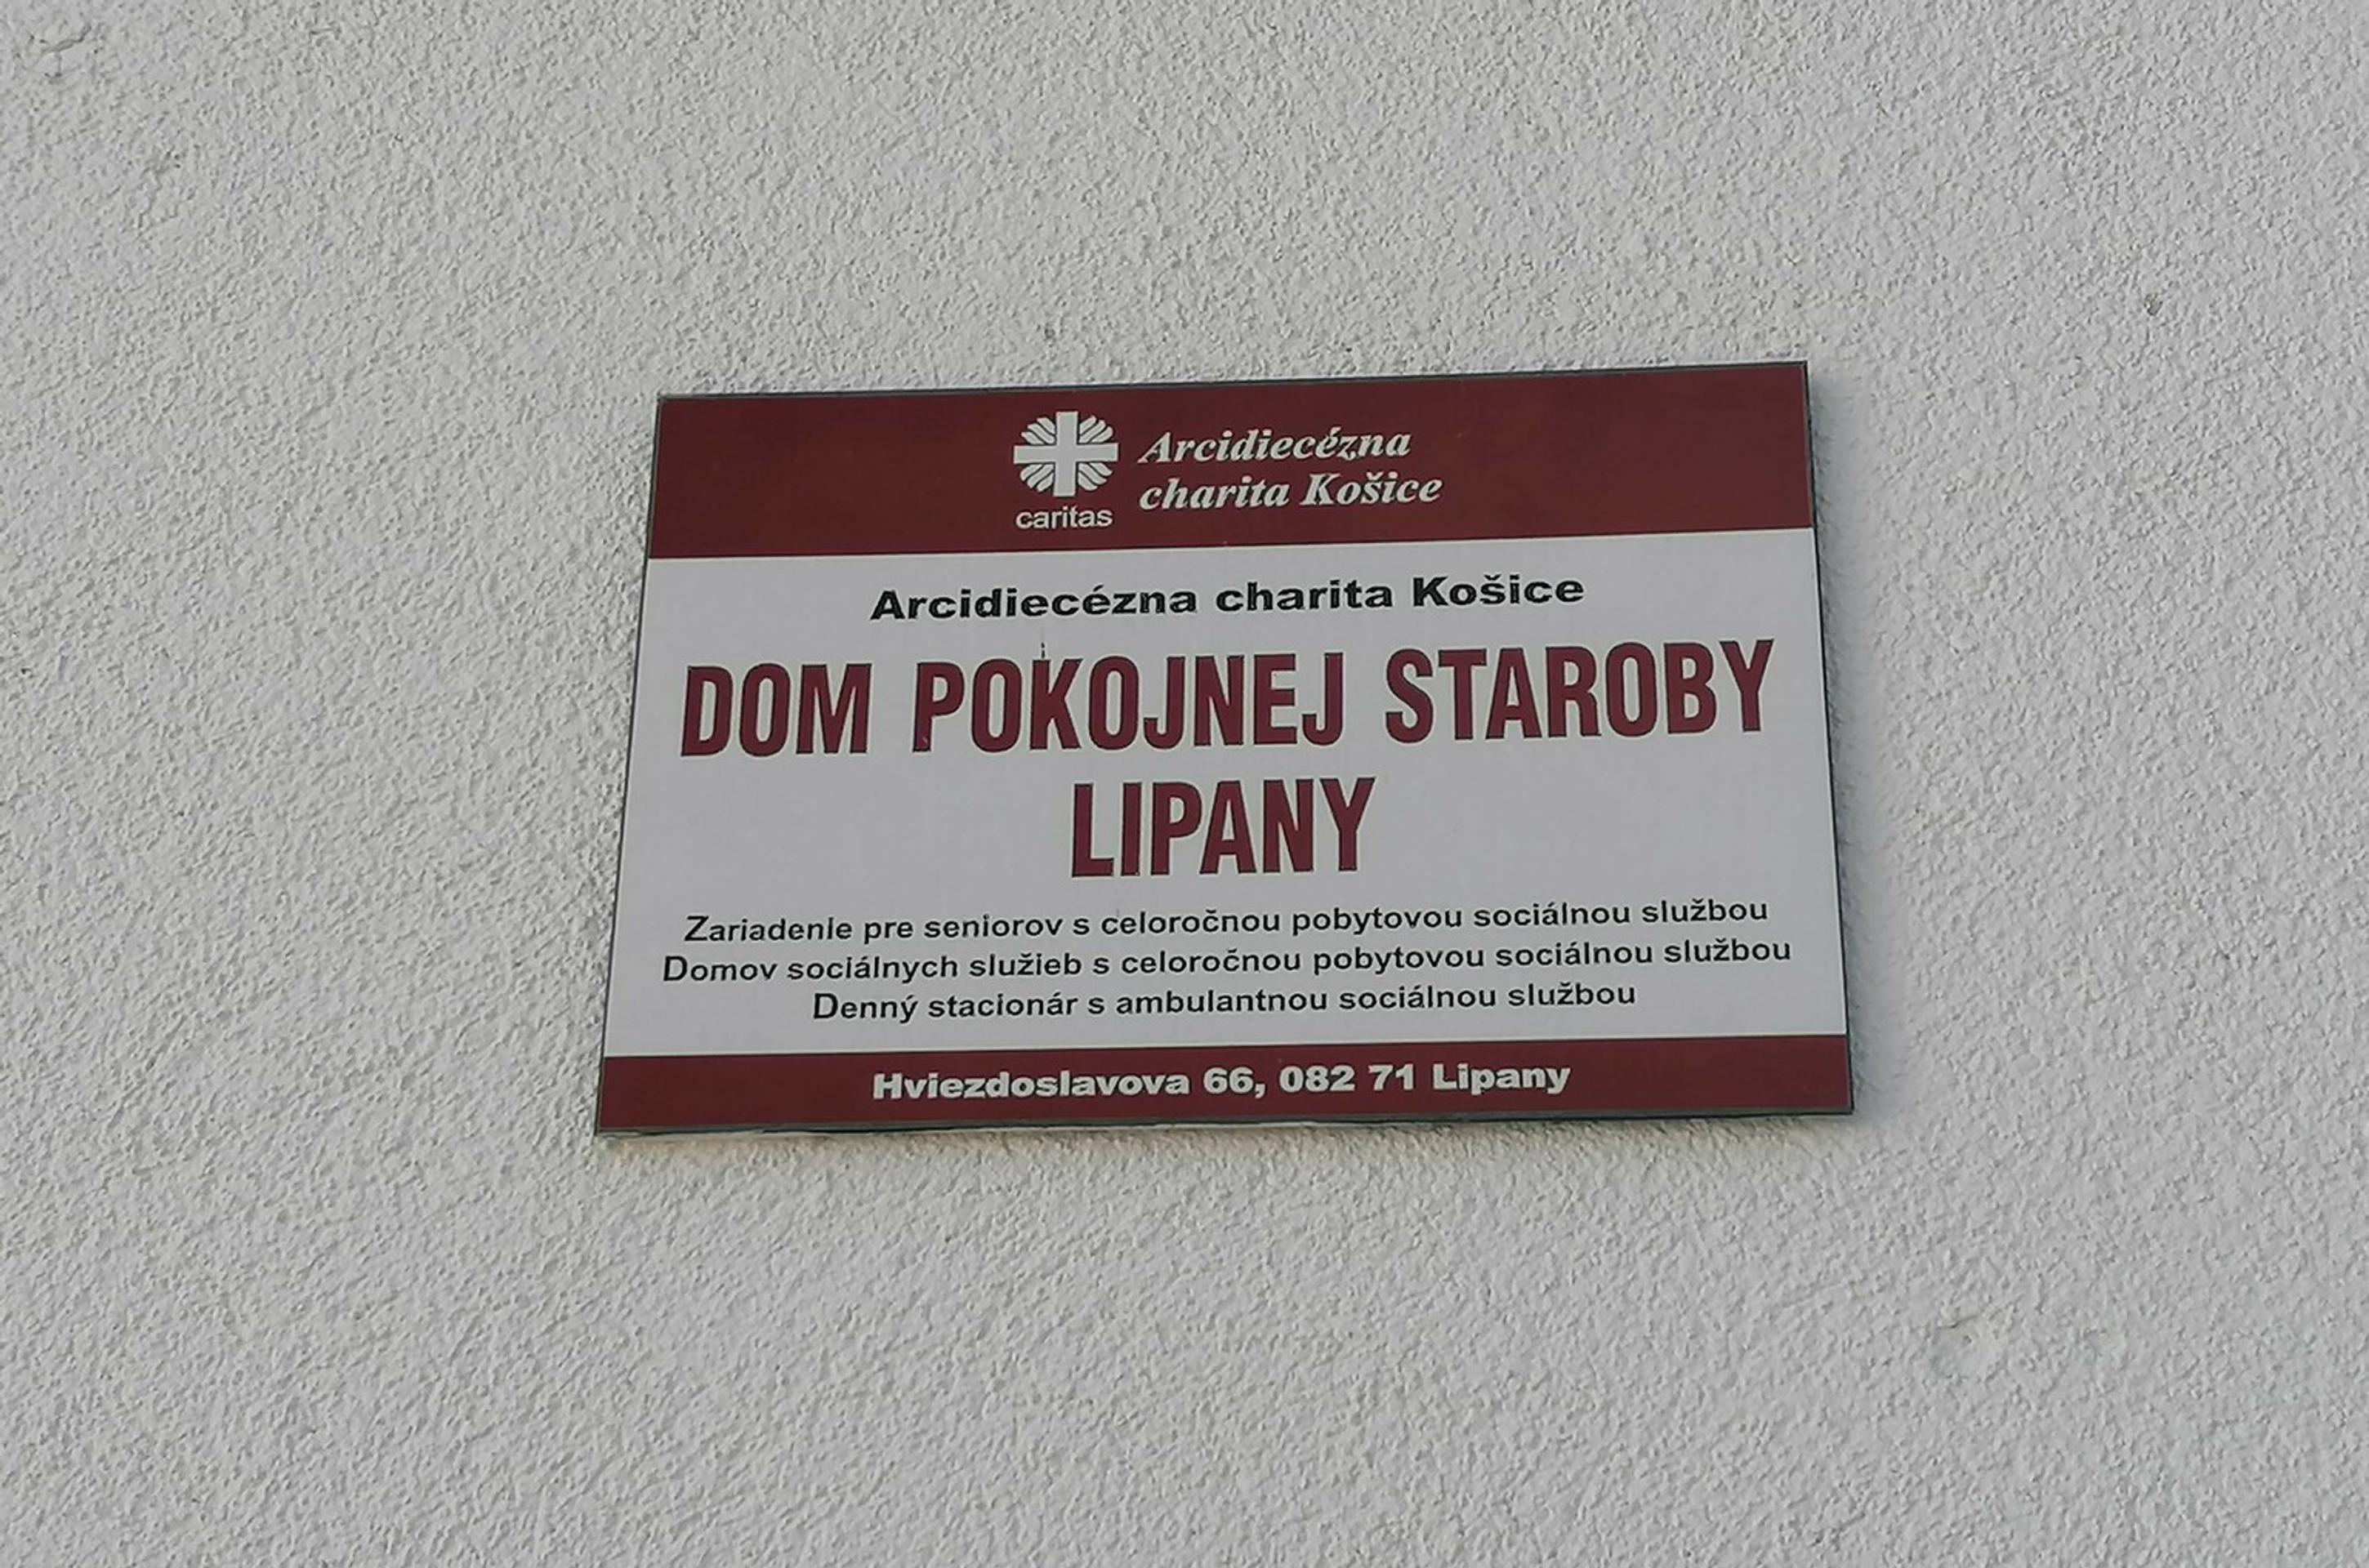 Arcidiecézna
charita Košice
caritas
Arcidiecézna charita Košice
DOM POKOJNEJ STAROBY
LIPANY
Zariadenie pre seniorov s celoročnou pobytovou sociálnou službou
Domov sociálnych služieb s celoročnou pobytovou sociálnou službou
Denný stacionár s ambulantnou sociálnou službou
Hviezdoslavova 66, 082 71 Lipany